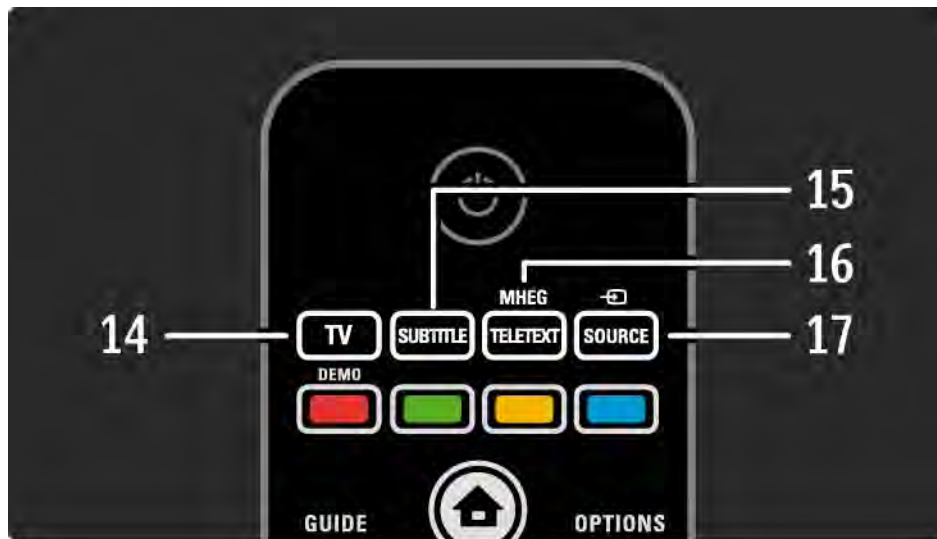 15
16
MHEG
14 TV SUBTITLE TELETEXT SOURCE 17
DEMO
GUIDE OPTIONS